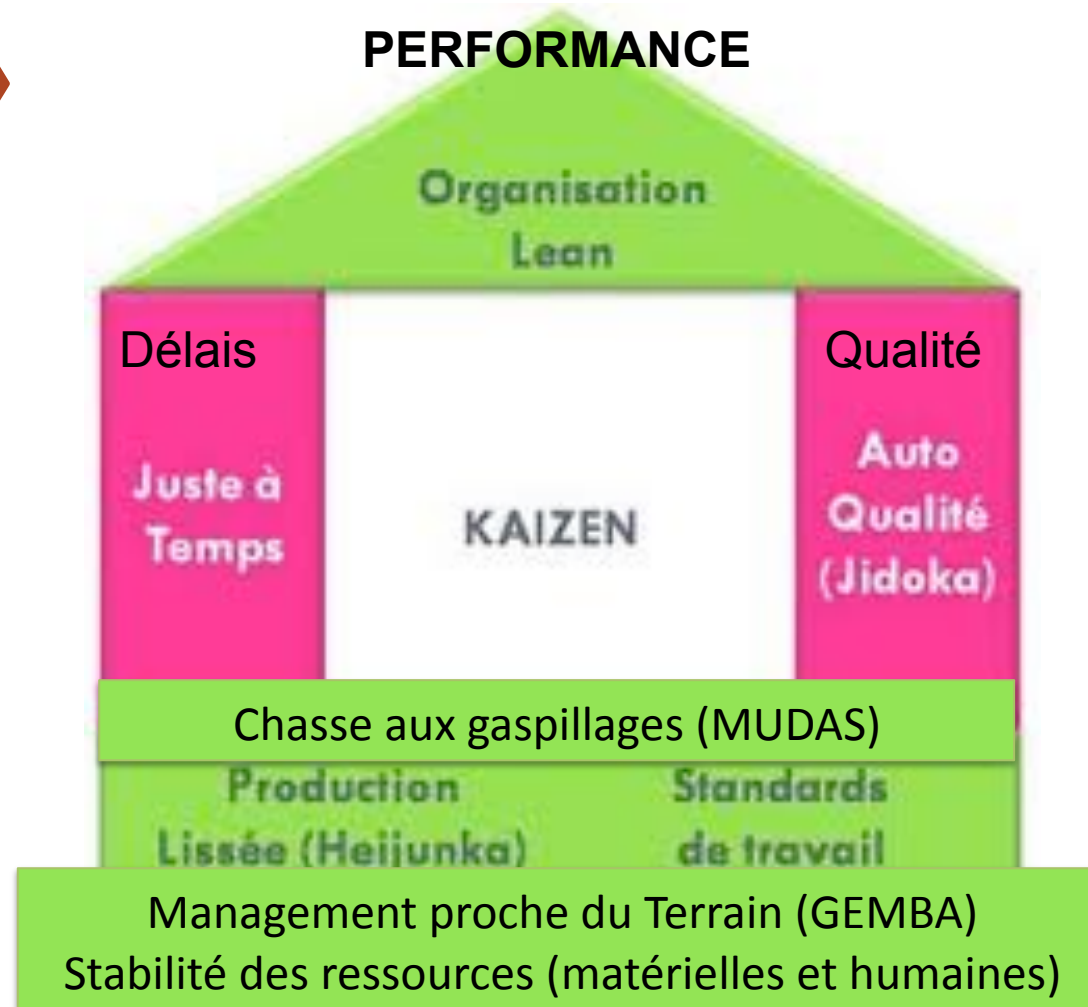 PERFORMANCE
Organisation
Lean
Délais
Juste à
Temps
KAIZEN
Qualité
Auto
Qualité
(Jidoka)
Chasse aux gaspillages (MUDAS)
Production
Lissée (Heijunka)
Standards
de travail
Management proche du Terrain (GEMBA)
Stabilité des ressources (matérielles et humaines)